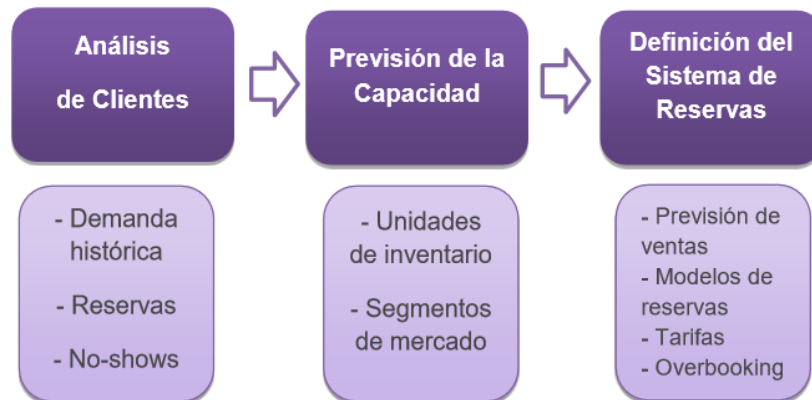 Análisis
de Clientes
Previsión de la
Capacidad
Definición del
Sistema de
Reservas
- Demanda
histórica
- Reservas
- No-shows
- Unidades
de inventario
- Segmentos
de mercado
- Previsión de
ventas
- Modelos de
reservas
- Tarifas
- Overbooking